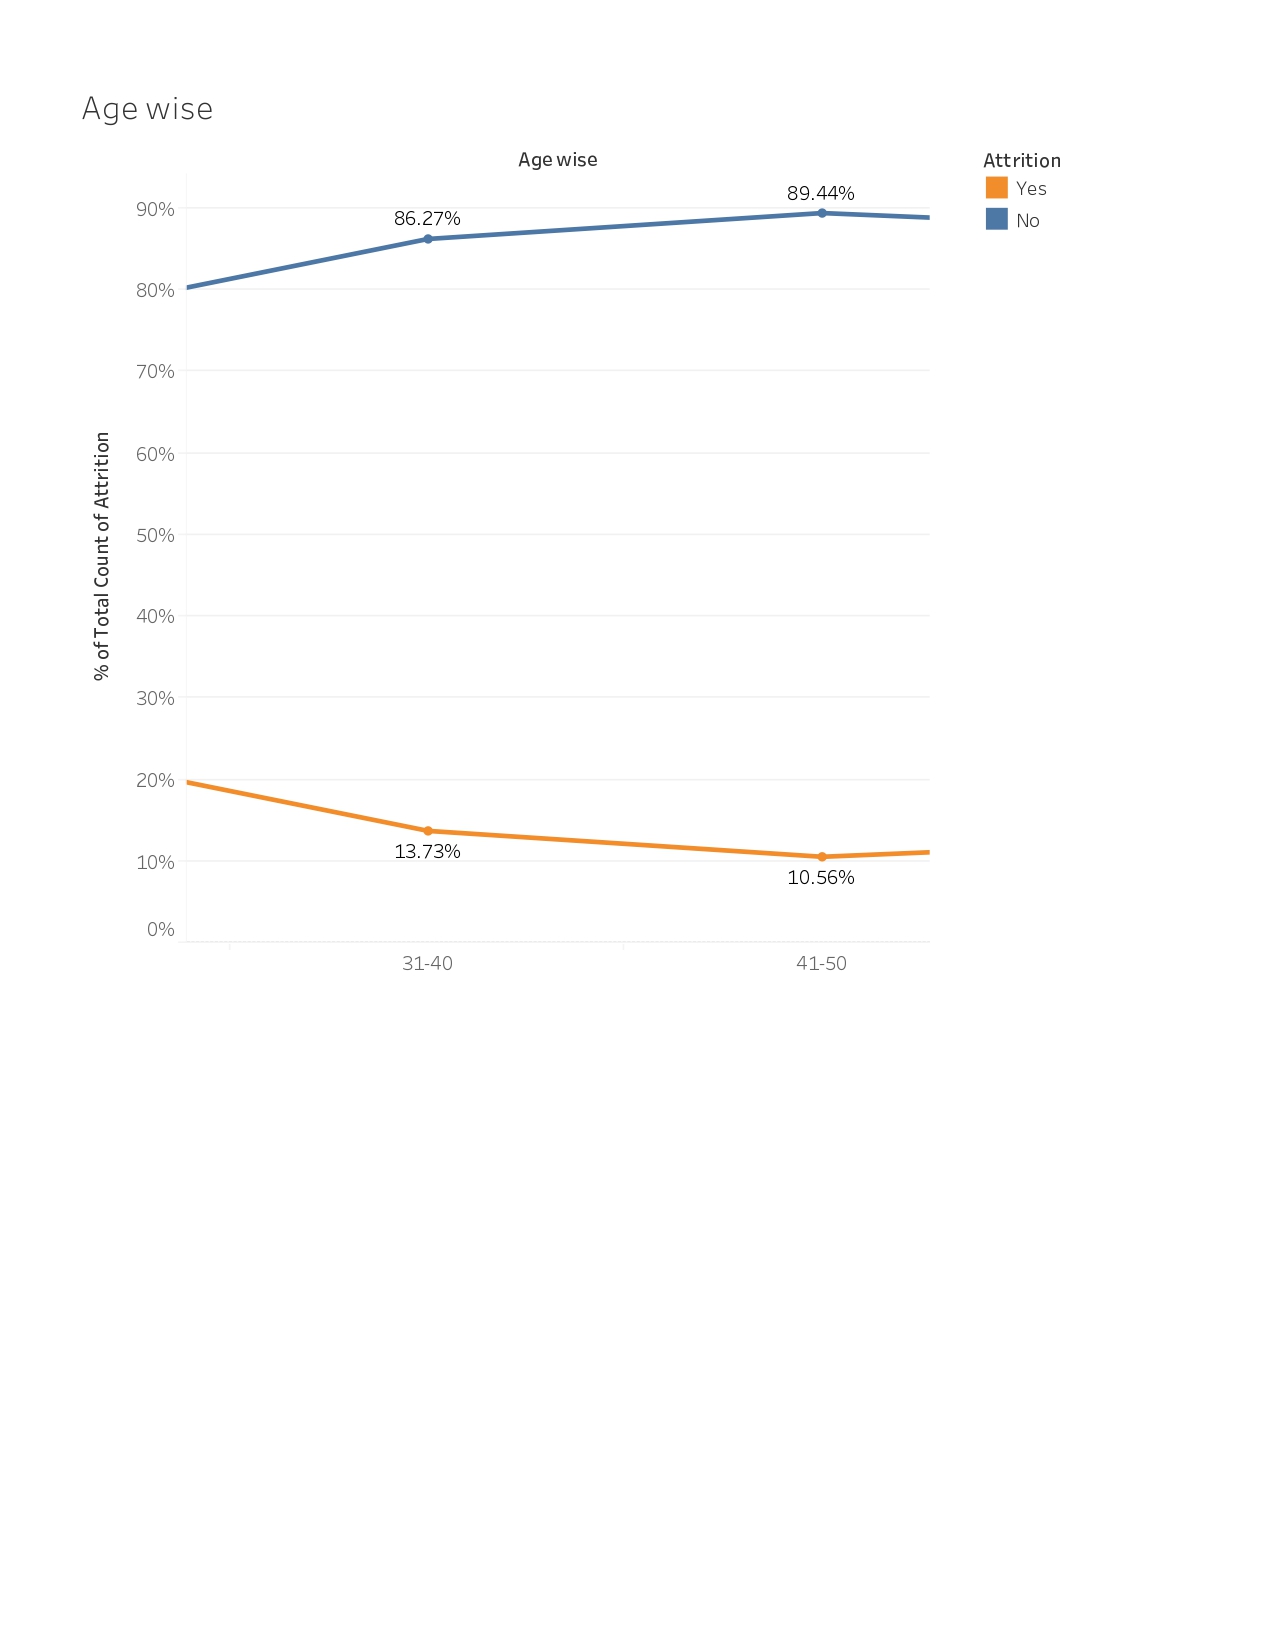 Age wise
Age wise
Attrition
Yes
No
% of Total Count of Attrition
90%
80%
70%
60%
50%
40%
30%
20%
10%
0%
86.27%
89.44%
13.73%
10.56%
31-40
41-50